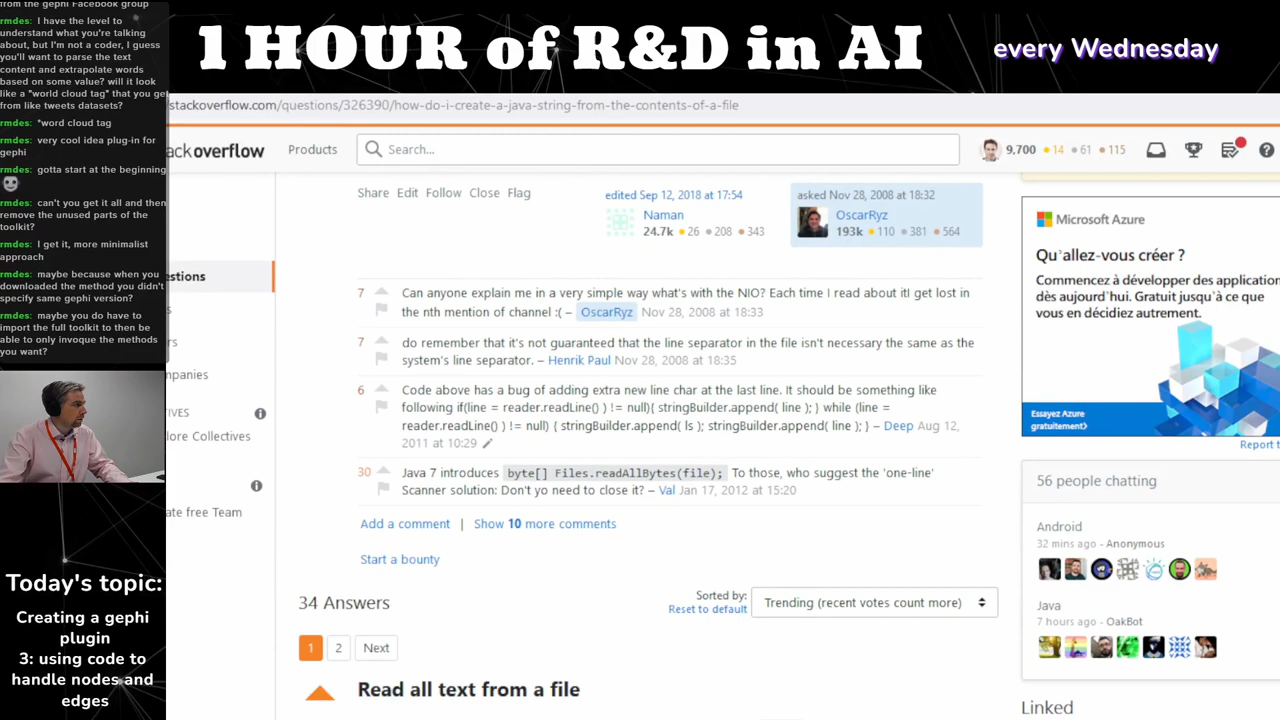 from the gephi Facebook group
rmdes: I have the level to
understand what you're talking
about, but I'm not a coder, I guess
you'll want to parse the text
content and extrapolate words
based on some value? will it look
like a "world cloud tag" that you get
from like tweets datasets?
rmdes: *word cloud tag
rmdes: very cool idea plug-in for
gephi
rmdes: gotta start at the beginning
rmdes: can't you get it all and then
remove the unused parts of the
toolkit?
rmdes: I get it, more minimalist
approach
rmdes: maybe because when you
downloaded the method you didn't
specify same gephi version?
rmdes: maybe you do have to
import the full toolkit to then be
able to only invoque the methods
you want?
Today's topic:
Creating a gephi
plugin
3: using code to
handle nodes and
edges
1 HOUR of R&D in AI
every Wednesday
stackoverflow.com/questions/326390/how-do-i-create-a-java-string-from-the-contents-of-a-file
ackoverflow
Products
Search...
9,700 14 61 115
estions
rs
mpanies
IVES
lore Collectives
ate free Team
Share Edit Follow Close Flag
edited Sep 12, 2018 at 17:54
Naman
24.7k 26 208 343
asked Nov 28, 2008 at 18:32
OscarRyz
193k 110 381 564
7 Can anyone explain me in a very simple way what's with the NIO? Each time I read about itI get lost in
the nth mention of channel :( – OscarRyz Nov 28, 2008 at 18:33
7 do remember that it's not guaranteed that the line separator in the file isn't necessary the same as the
system's line separator. – Henrik Paul Nov 28, 2008 at 18:35
6 Code above has a bug of adding extra new line char at the last line. It should be something like
following if(line = reader.readLine() ) != null){ stringBuilder.append( line ); } while (line =
reader.readLine() ) != null) { stringBuilder.append( ls ); stringBuilder.append( line ); } – Deep Aug 12,
2011 at 10:29
30 Java 7 introduces byte[] Files.readAllBytes(file); To those, who suggest the 'one-line'
Scanner solution: Don't yo need to close it? – Val Jan 17, 2012 at 15:20
Add a comment | Show 10 more comments
Start a bounty
34 Answers
Sorted by:
Reset to default
Trending (recent votes count more)
1 2 Next
Read all text from a file
Microsoft Azure
Qu'allez-vous créer ?
Commencez à développer des application
dès aujourd'hui. Gratuit jusqu'à ce que
vous en décidiez autrement.
Essayez Azure
gratuitement>
Report t
56 people chatting
Android
32 mins ago - Anonymous
Java
7 hours ago - OakBot
Linked